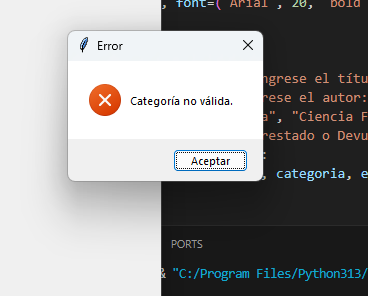 , font=("Arial", 20, "bold
Error
Categoría no válida.
Aceptar
ngrese el títu
rese el autor:
a", "Ciencia F
restado o Devu
:
, categoria, e
PORTS
& "C:/Program Files/Python313/